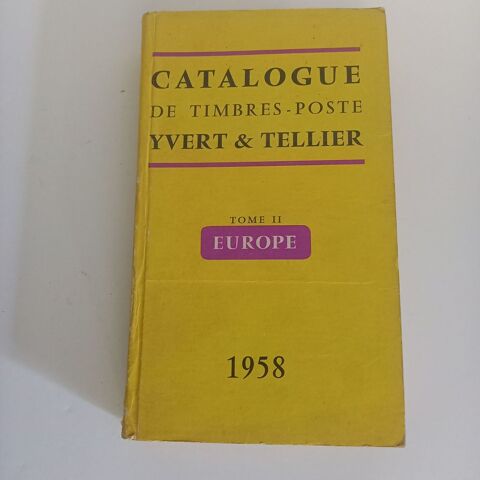 CATALOGUE
DE TIMBRES-POSTE
YVERT & TELLIER
TOME II
EUROPE
1958